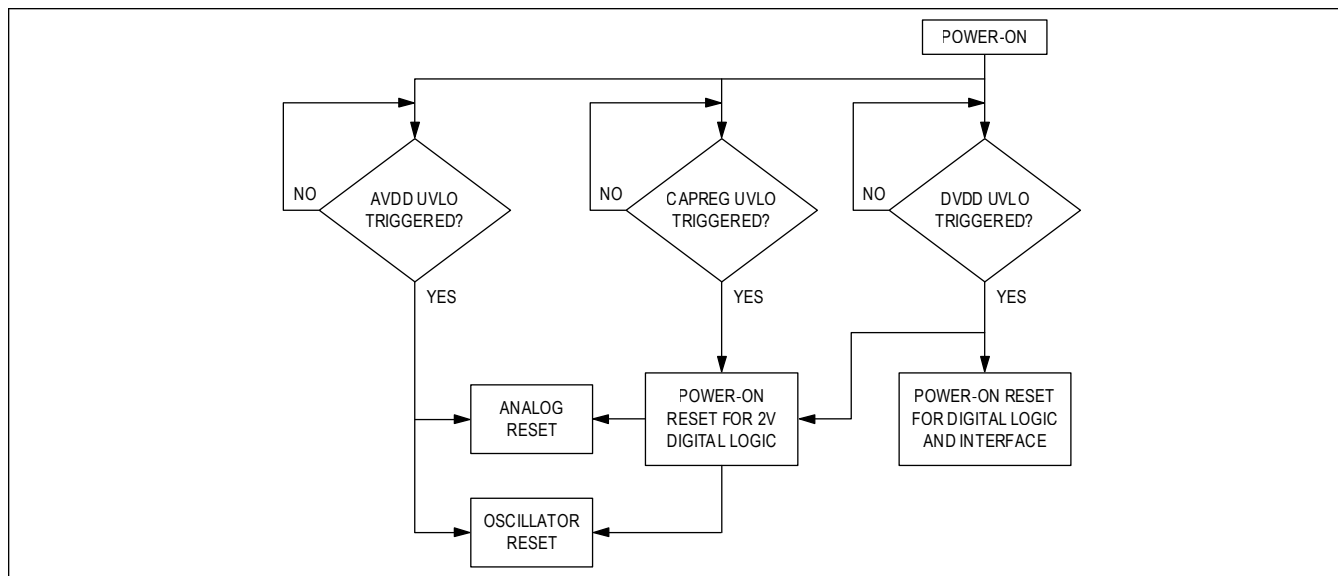 POWER-ON
NO
AVDD UVLO
TRIGGERED?
NO
CAPREG UVLO
TRIGGERED?
NO
DVDD UVLO
TRIGGERED?
YES
YES
YES
ANALOG
RESET
POWER-ON
RESET FOR 2V
DIGITAL LOGIC
POWER-ON RESET
FOR DIGITAL LOGIC
AND INTERFACE
OSCILLATOR
RESET